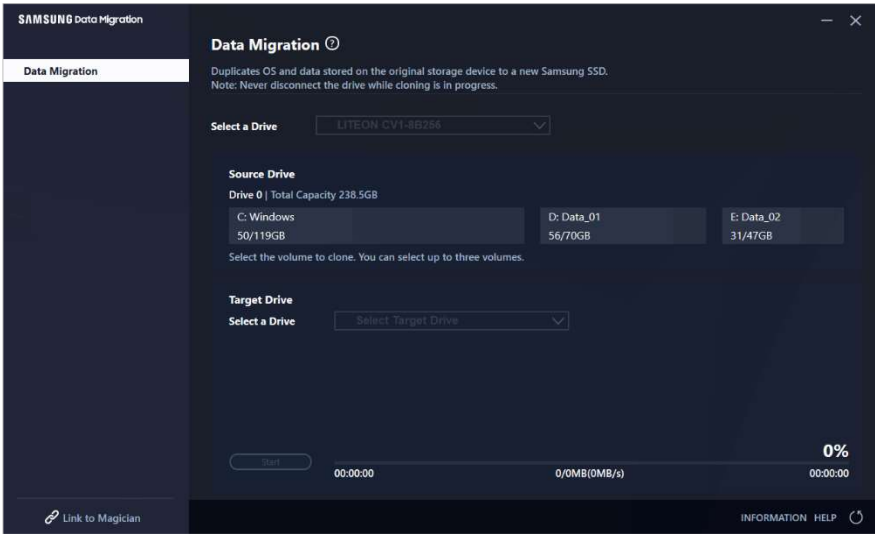 SAMSUNG Data Migration
Data Migration
Data Migration ?
Duplicates OS and data stored on the original storage device to a new Samsung SSD.
Note: Never disconnect the drive while cloning is in progress.
Select a Drive LITEON CV1-8B256
Source Drive
Drive 0 | Total Capacity 238.5GB
C: Windows D: Data_01 E: Data_02
50/119GB 56/70GB 31/47GB
Select the volume to clone. You can select up to three volumes.
Target Drive
Select a Drive Select Target Drive
0%
Start
00:00:00 0/0MB(0MB/s) 00:00:00
Link to Magician
INFORMATION HELP